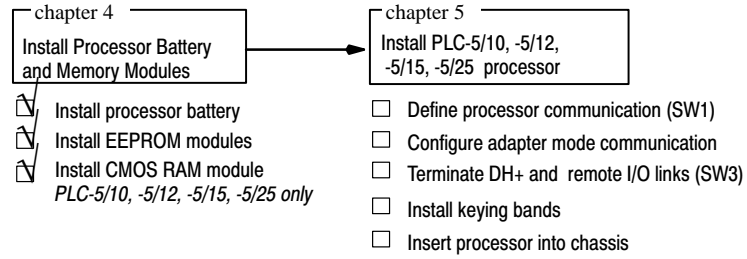 chapter 4
Install Processor Battery
and Memory Modules
Install processor battery
Install EEPROM modules
Install CMOS RAM module
PLC-5/10, -5/12, -5/15, -5/25 only
chapter 5
Install PLC-5/10, -5/12,
-5/15, -5/25 processor
Define processor communication (SW1)
Configure adapter mode communication
Terminate DH+ and remote I/O links (SW3)
Install keying bands
Insert processor into chassis